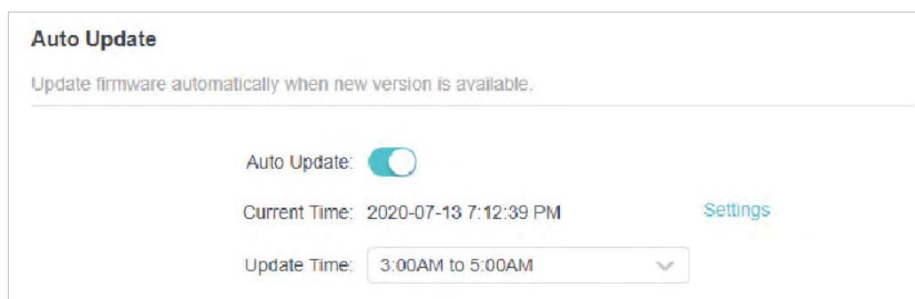 Auto Update
Update firmware automatically when new version is available.
Auto Update:
Current Time: 2020-07-13 7:12:39 PM Settings
Update Time: 3:00AM to 5:00AM